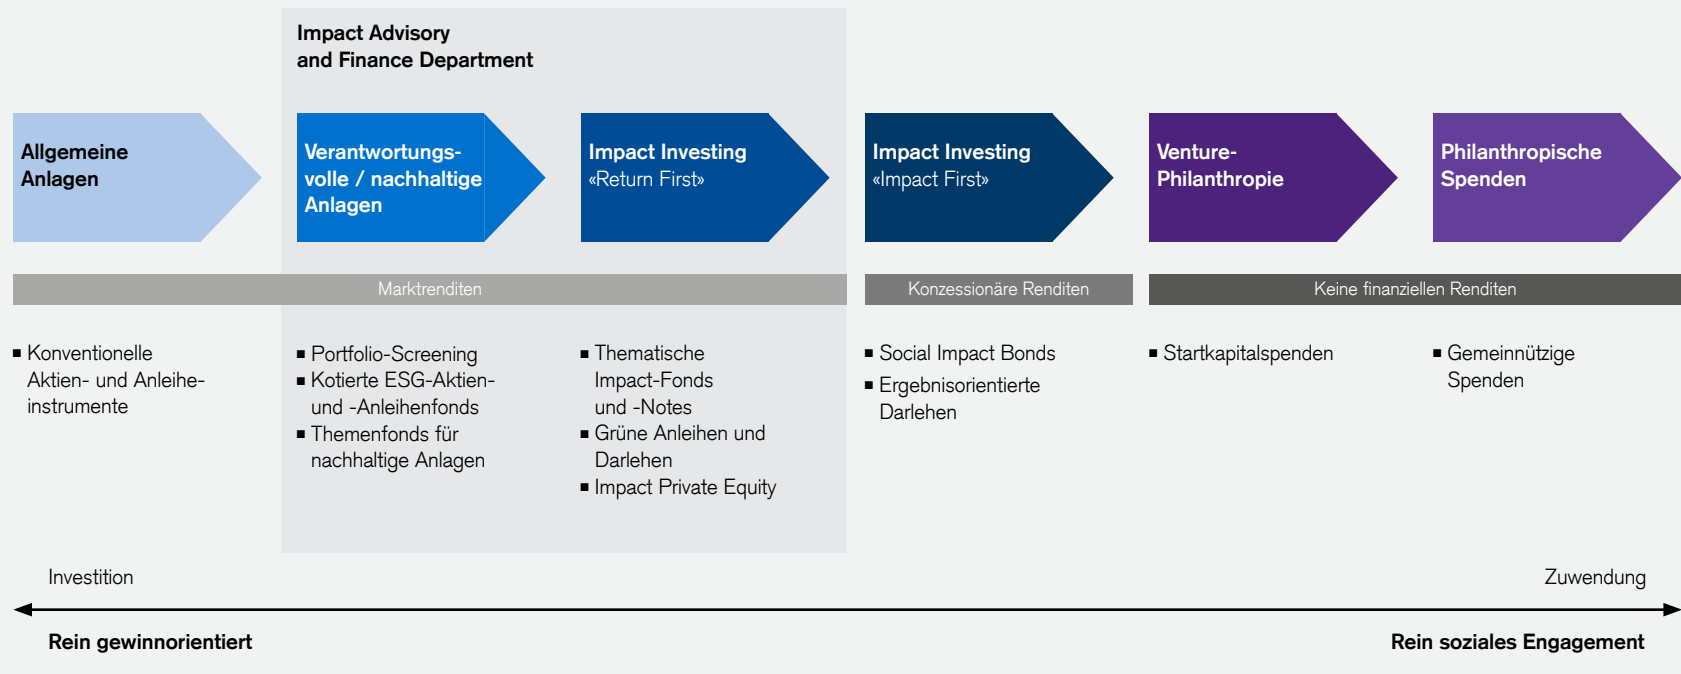 Impact Advisory
and Finance Department
Allgemeine
Anlagen
Verantwortungs-
volle / nachhaltige
Anlagen
Impact Investing
«Return First»
Impact Investing
«Impact First»
Venture-
Philanthropie
Philanthropische
Spenden
Marktrenditen
Konzessionäre Renditen
Keine finanziellen Renditen
▪ Konventionelle
Aktien- und Anleihe-
instrumente
▪ Portfolio-Screening
▪ Kotierte ESG-Aktien-
und -Anleihenfonds
▪ Themenfonds für
nachhaltige Anlagen
▪ Thematische
Impact-Fonds
und -Notes
▪ Grüne Anleihen und
Darlehen
▪ Impact Private Equity
▪ Social Impact Bonds
▪ Ergebnisorientierte
Darlehen
▪ Startkapitalspenden
▪ Gemeinnützige
Spenden
Investition
Zuwendung
Rein gewinnorientiert
Rein soziales Engagement